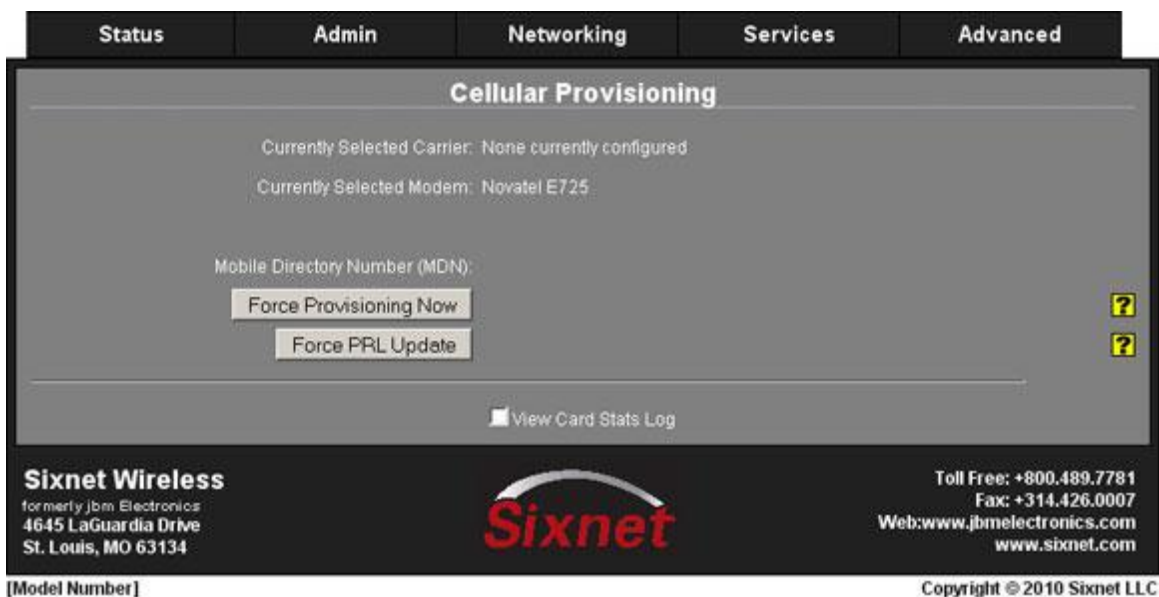 Status Admin Networking Services Advanced
Cellular Provisioning
Currently Selected Carrier: None currently configured
Currently Selected Modem: Novatel E725
Mobile Directory Number (MDN):
Force Provisioning Now ?
Force PRL Update ?
View Card Stats Log
Sixnet Wireless
formerly jbm Electronics
4645 LaGuardia Drive
St. Louis, MO 63134
Sixnet
Toll Free: +800.489.7781
Fax: +314.426.0007
Web:www.jbmelectronics.com
www.sixnet.com
[Model Number]
Copyright © 2010 Sixnet LLC